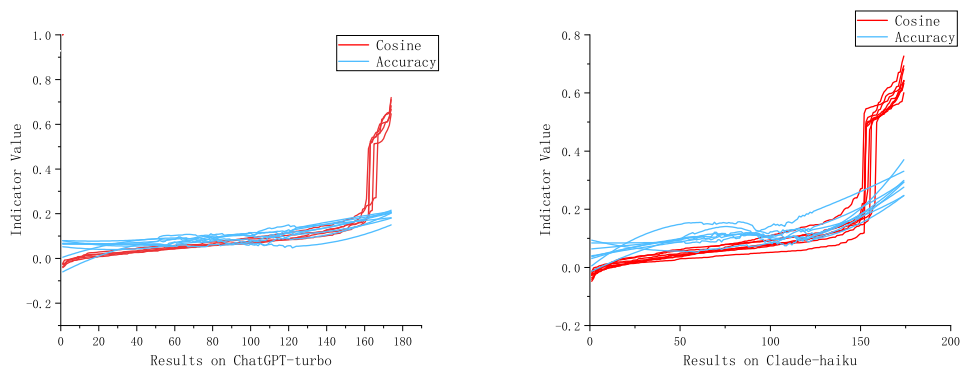 1.0
0.8
0.6
0.4
0.2
0.0
-0.2
Indicator Value
0 20 40 60 80 100 120 140 160 180
Results on ChatGPT-turbo
Cosine
Accuracy
0.8
0.6
0.4
0.2
0.0
-0.2
Indicator Value
0 50 100 150 200
Results on Claude-haiku
Cosine
Accuracy